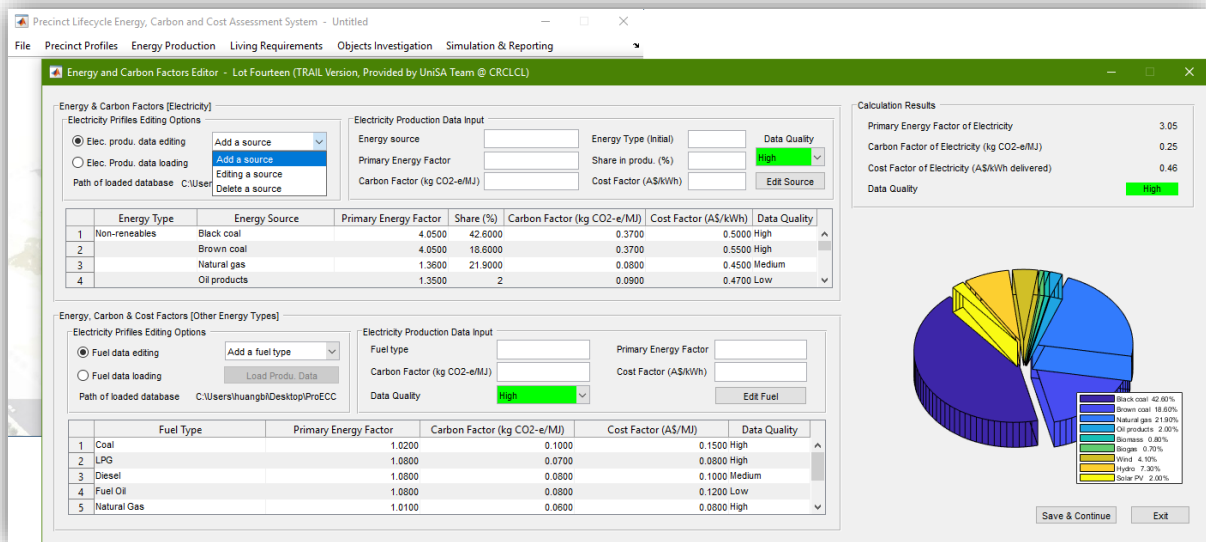 Precinct Lifecycle Energy, Carbon and Cost Assessment System - Untitled
File Precinct Profiles Energy Production Living Requirements Objects Investigation Simulation & Reporting
Energy and Carbon Factors Editor - Lot Fourteen (TRAIL Version, Provided by UniSA Team @ CRCLCL)
Energy & Carbon Factors [Electricity]
Electricity Prifiles Editing Options
Elec. produ. data editing Add a source
Elec. Produ. data loading
Add a source
Editing a source
Delete a source
Path of loaded database C:\User
Electricity Production Data Input
Energy source Energy Type (Initial) Data Quality
Primary Energy Factor Share in produ. (%) High
Carbon Factor (kg CO2-e/MJ) Cost Factor (A$/kWh) Edit Source
Energy Type Energy Source Primary Energy Factor Share (%) Carbon Factor (kg CO2-e/MJ) Cost Factor (A$/kWh) Data Quality
1 Non-reneables Black coal 4.0500 42.6000 0.3700 0.5000 High
2 Brown coal 4.0500 18.6000 0.3700 0.5500 High
3 Natural gas 1.3600 21.9000 0.0800 0.4500 Medium
4 Oil products 1.3500 2 0.0900 0.4700 Low
Energy, Carbon & Cost Factors [Other Energy Types]
Electricity Prifiles Editing Options
Fuel data editing Add a fuel type
Fuel data loading Load Produ. Data
Path of loaded database C:\Users\huangbl\Desktop\ProECC
Electricity Production Data Input
Fuel type Primary Energy Factor
Carbon Factor (kg CO2-e/MJ) Cost Factor (A$/kWh)
Data Quality High Edit Fuel
Fuel Type Primary Energy Factor Carbon Factor (kg CO2-e/MJ) Cost Factor (A$/MJ) Data Quality
1 Coal 1.0200 0.1000 0.1500 High
2 LPG 1.0800 0.0700 0.0800 High
3 Diesel 1.0800 0.0800 0.1000 Medium
4 Fuel Oil 1.0800 0.0800 0.1200 Low
5 Natural Gas 1.0100 0.0600 0.0800 High
Calculation Results
Primary Energy Factor of Electricity 3.05
Carbon Factor of Electricity (kg CO2-e/MJ) 0.25
Cost Factor of Electricity (A$/kWh delivered) 0.46
Data Quality High
Black coal 42.60%
Brown coal 18.60%
Natural gas 21.90%
Oil products 2.00%
Biomass 0.80%
Biogas 0.70%
Wind 4.10%
Hydro 7.30%
Solar PV 2.00%
Save & Continue Exit